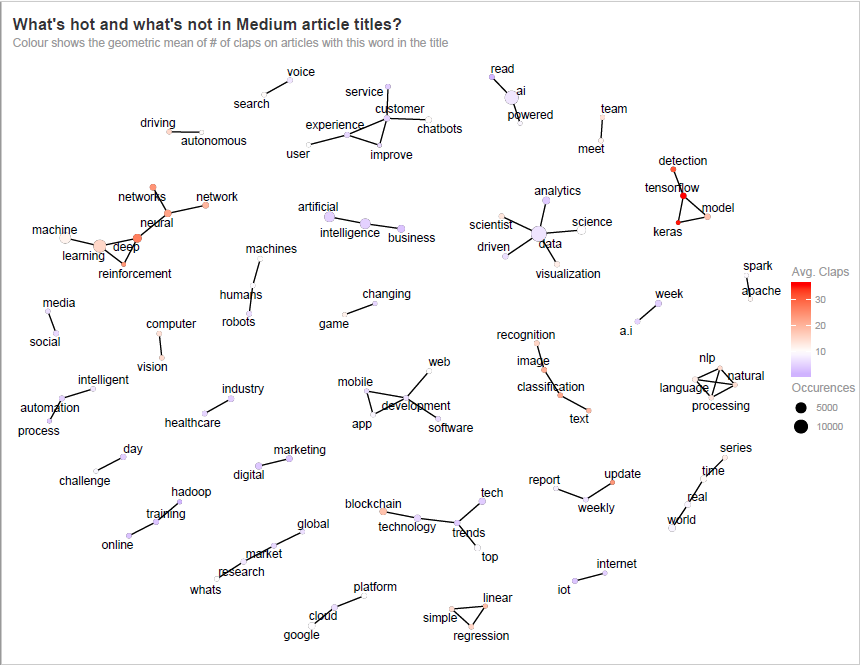 What's hot and what's not in Medium article titles?
Colour shows the geometric mean of # of claps on articles with this word in the title
voice
search
service
customer
experience
chatbots
user
improve
read
ai
powered
team
meet
driving
autonomous
detection
tensorflow
model
keras
networks
network
neural
machine
deep
learning
reinforcement
artificial
intelligence
business
analytics
scientist
science
data
driven
visualization
machines
humans
robots
spark
apache
Avg. Claps
30
20
10
Occurences
5000
10000
changing
game
week
a.i
media
social
computer
vision
recognition
image
classification
text
nlp
natural
language
processing
intelligent
automation
process
industry
healthcare
web
mobile
development
app
software
day
challenge
marketing
digital
series
time
real
world
report
update
weekly
hadoop
training
online
blockchain
tech
technology
trends
top
global
market
research
whats
internet
iot
platform
cloud
google
linear
simple
regression